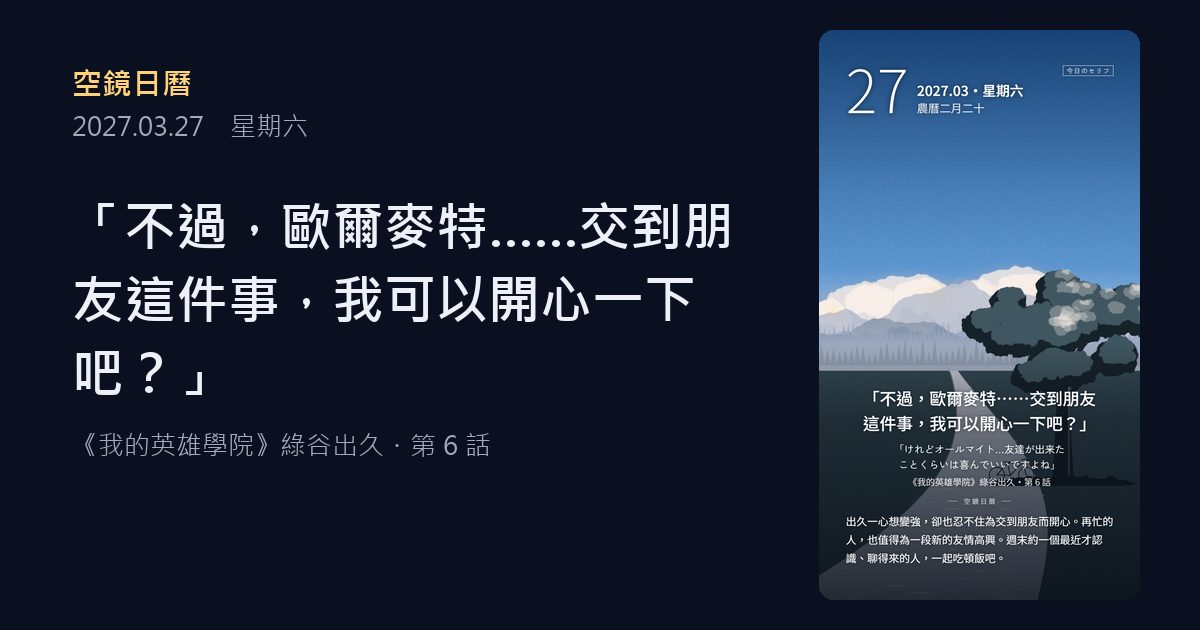 空鏡日曆
2027.03.27 星期六
「不過，歐爾麥特……交到朋
友這件事，我可以開心一下
吧？」
《我的英雄學院》綠谷出久．第 6 話
27
2027.03・星期六
農曆二月二十
今日のセリフ
「不過，歐爾麥特⋯⋯交到朋友
這件事，我可以開心一下吧？」
「けれどオールマイト…友達が出来た
ことくらいは喜んでいいですよね」
《我的英雄學院》綠谷出久・第 6 話
— 空鏡日曆 —
出久一心想變強，卻也忍不住為交到朋友而開心。再忙的
人，也值得為一段新的友情高興。週末約一個最近才認
識、聊得來的人，一起吃頓飯吧。